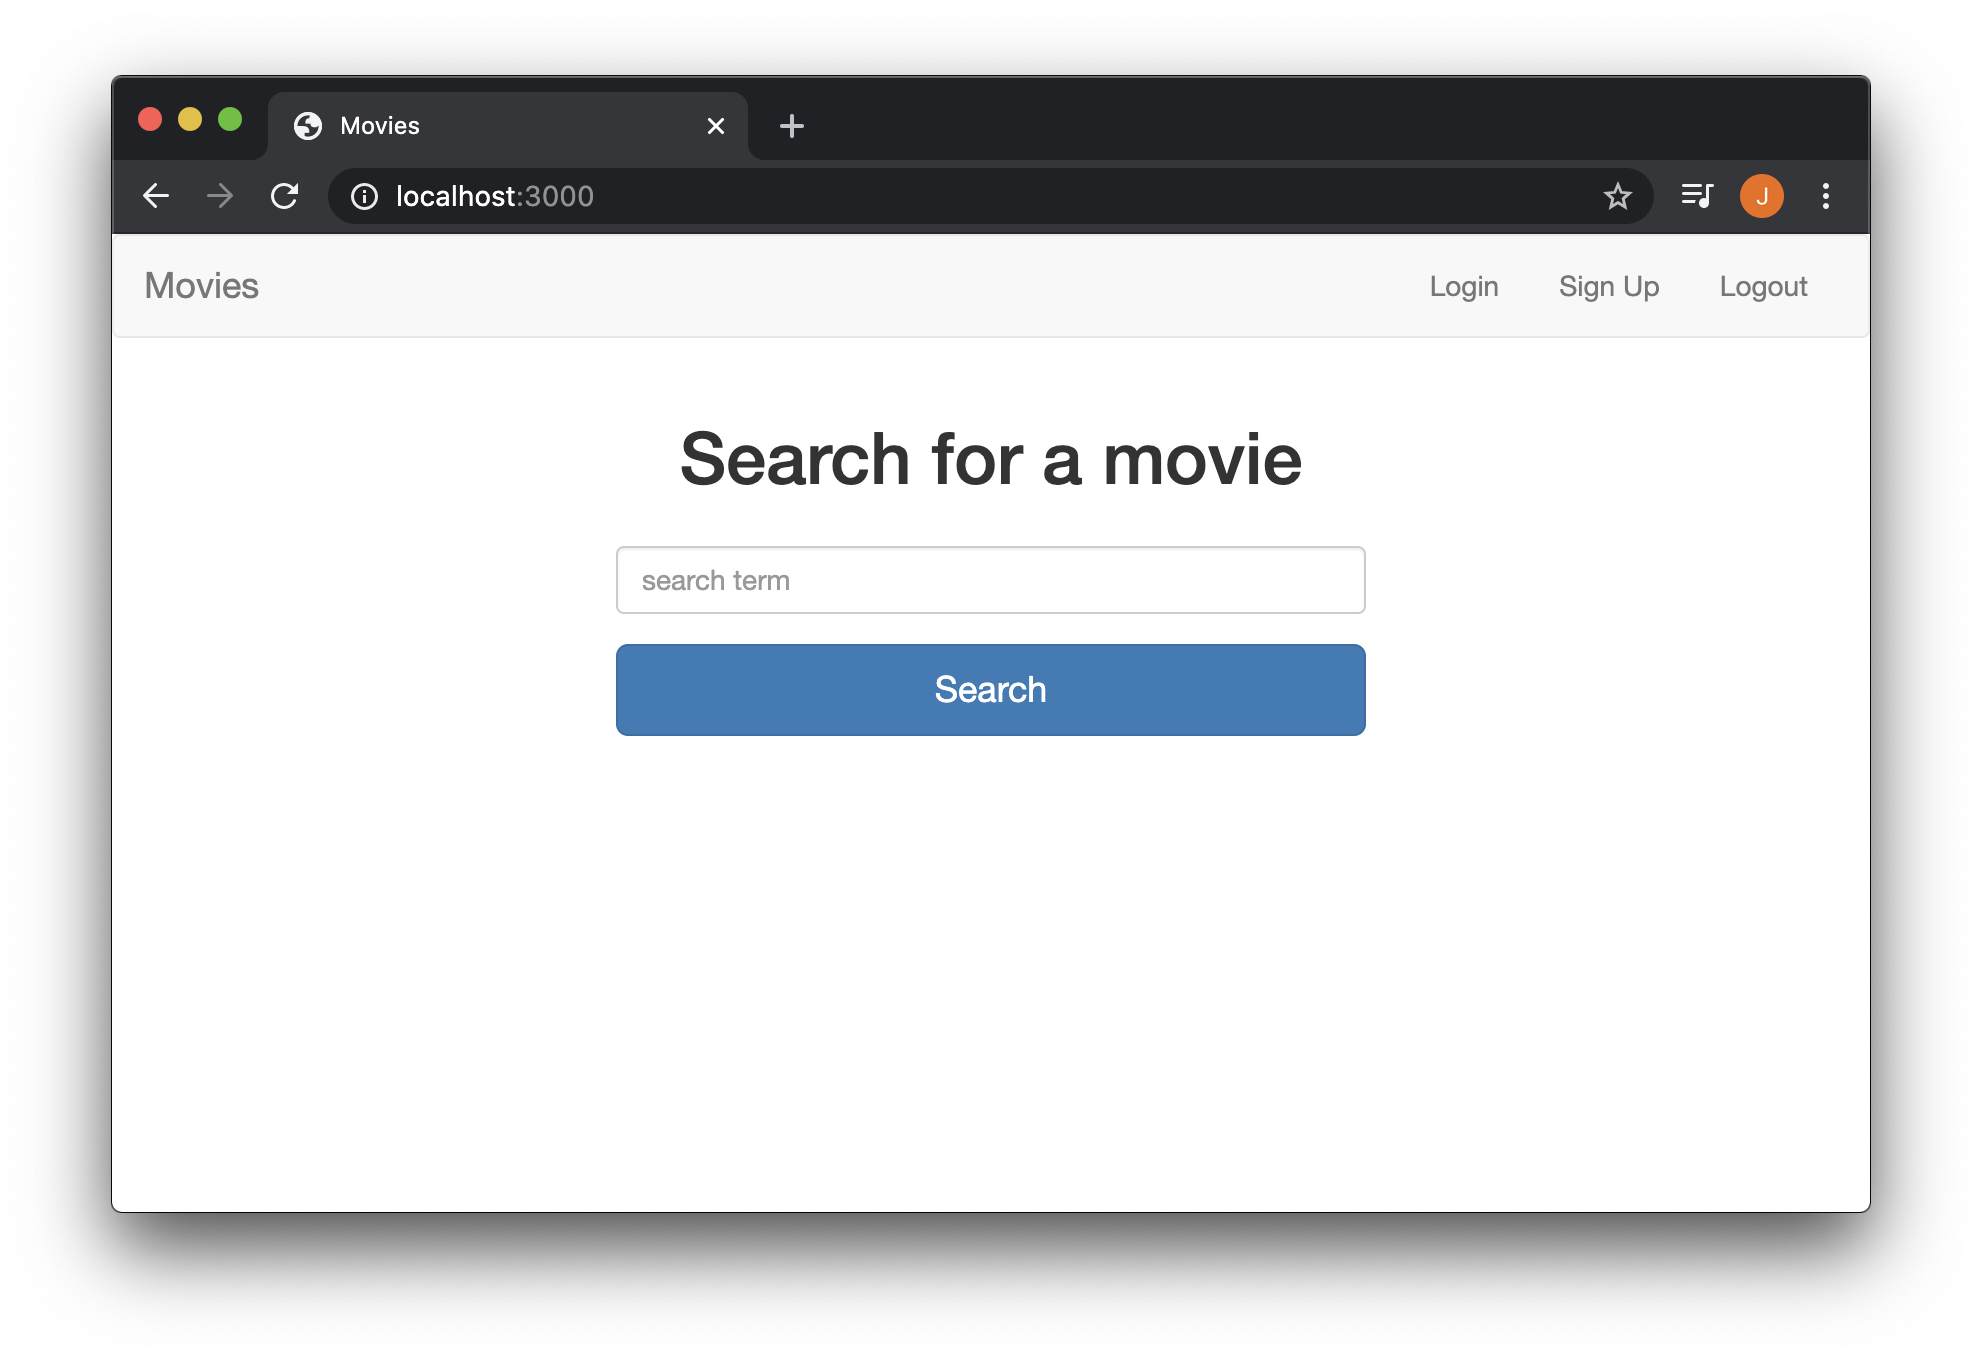 Movies
localhost:3000
J
Movies
Login Sign Up Logout
Search for a movie
search term
Search